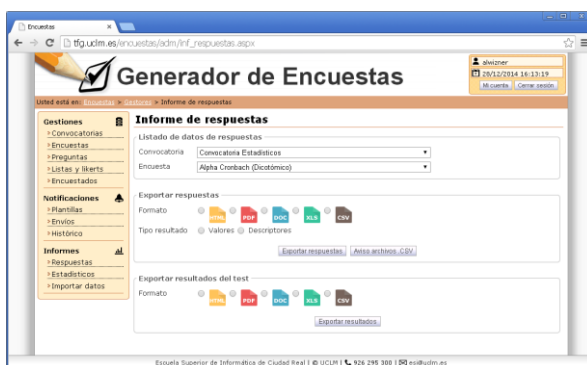 Encuestas
tfg.uclm.es/encuestas/adm/inf_respuestas.aspx
Generador de Encuestas
alwizner
28/12/2014 16:13:19
Mi cuenta Cerrar sesión
Usted está en: Encuestas > Gestores > Informe de respuestas
Gestiones
Convocatorias
Encuestas
Preguntas
Listas y likerts
Encuestados
Notificaciones
Plantillas
Envíos
Histórico
Informes
Respuestas
Estadísticos
Importar datos
Informe de respuestas
Listado de datos de respuestas
Convocatoria Convocatoria Estadísticos
Encuesta Alpha Cronbach (Dicotómico)
Exportar respuestas
Formato HTML PDF DOC XLS CSV
Tipo resultado Valores Descriptores
Exportar respuestas Aviso archivos .CSV
Exportar resultados del test
Formato HTML PDF DOC XLS CSV
Exportar resultados
Escuela Superior de Informática de Ciudad Real | © UCLM | 926 295 300 | esi@uclm.es